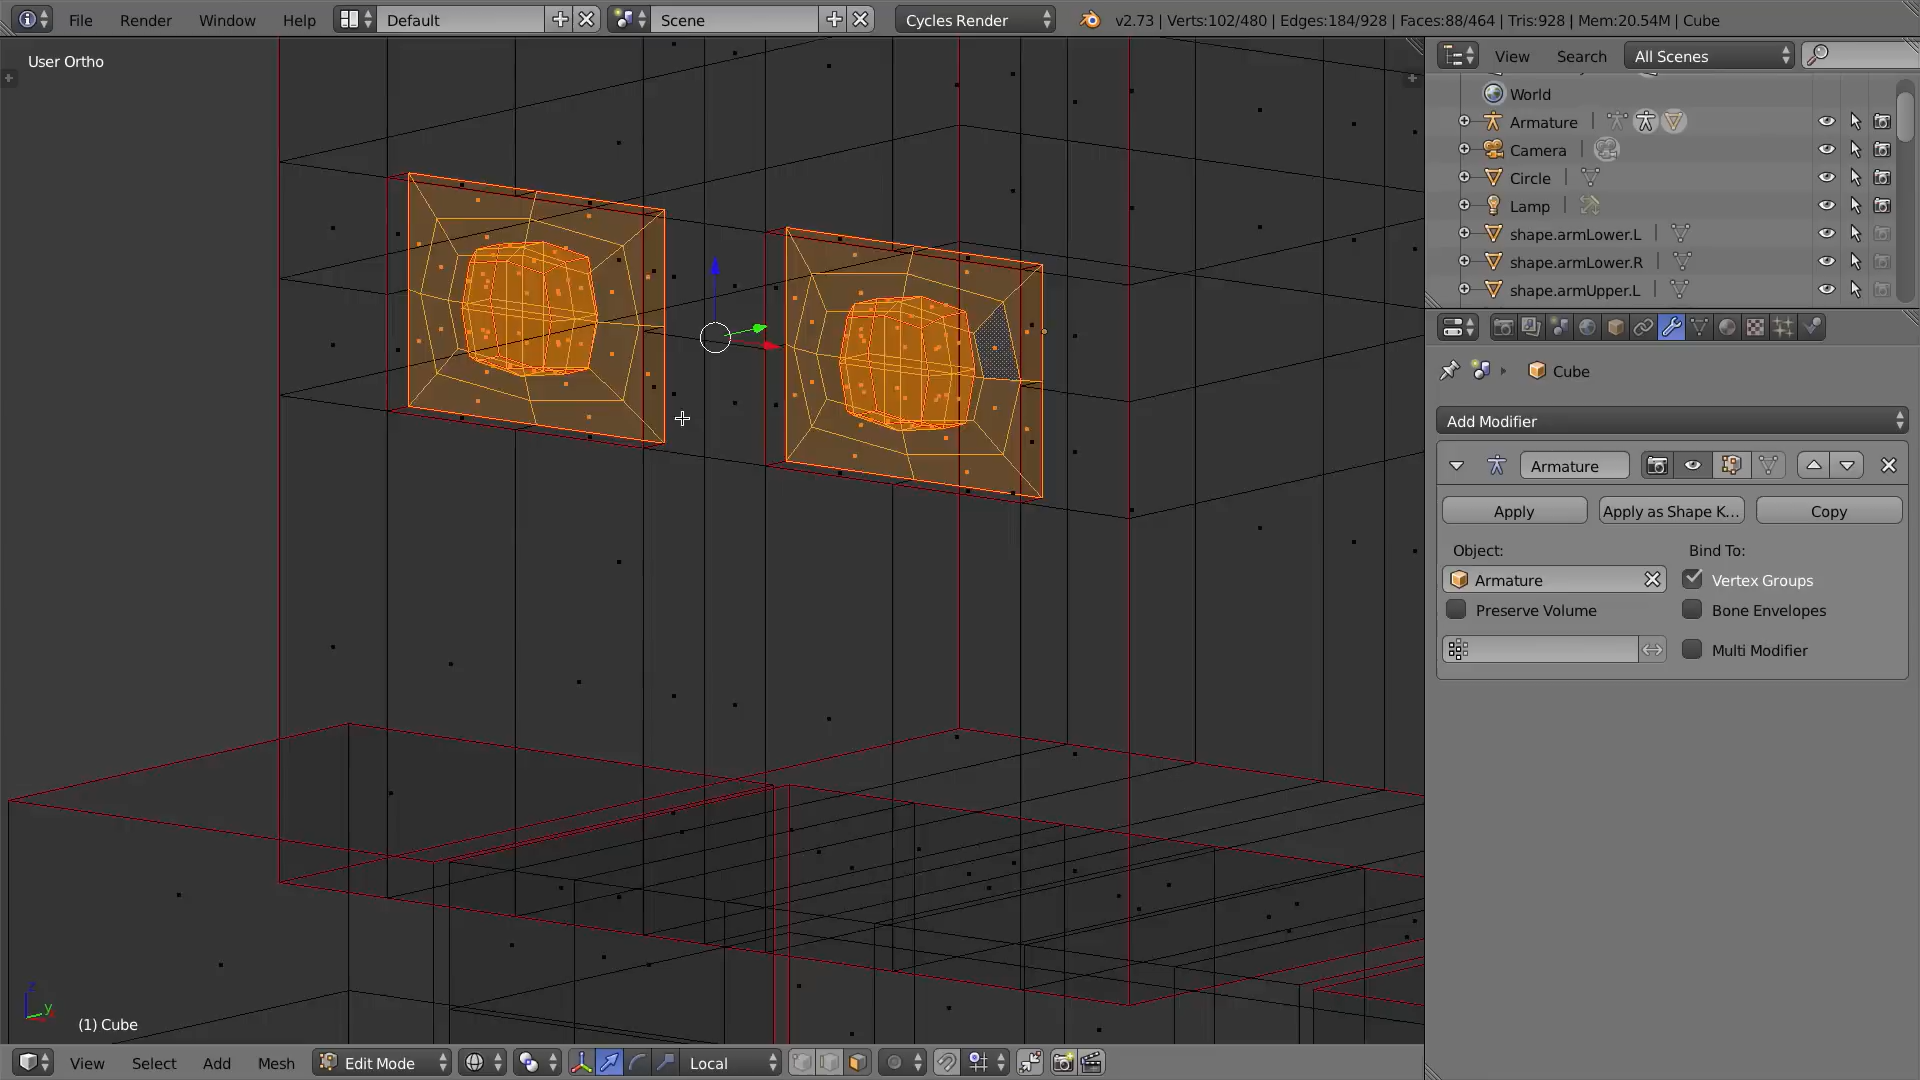 File Render Window Help Default Scene Cycles Render v2.73 | Verts:102/480 | Edges:184/928 | Faces:88/464 | Tris:928 | Mem:20.54M | Cube
User Ortho
View Search All Scenes
World
Armature
Camera
Circle
Lamp
shape.armLower.L
shape.armLower.R
shape.armUpper.L
Cube
Add Modifier
Armature
Apply Apply as Shape K... Copy
Object: Bind To:
Armature Vertex Groups
Preserve Volume Bone Envelopes
Multi Modifier
z
y
(1) Cube
View Select Add Mesh Edit Mode Local